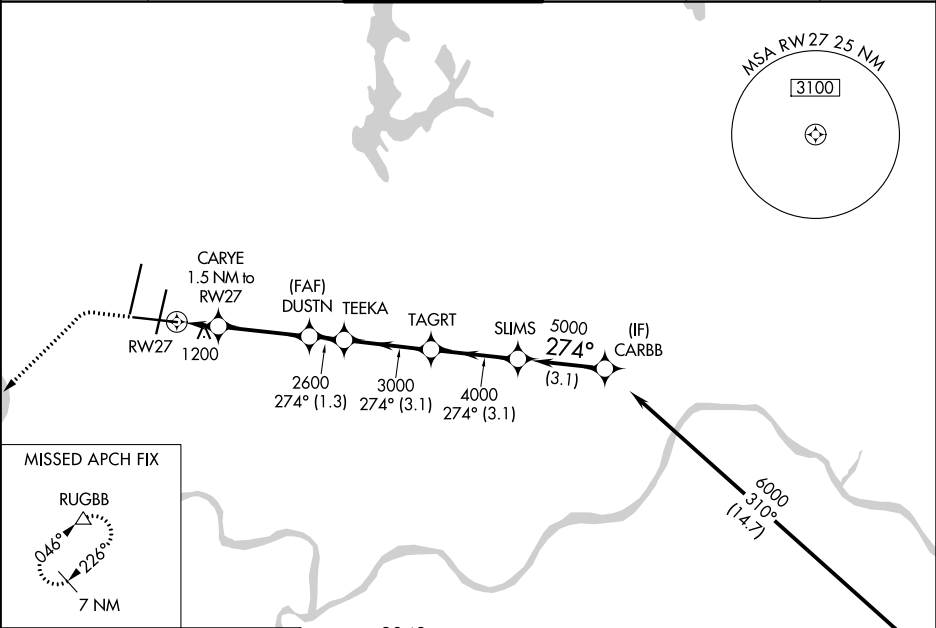 MSA RW27 25 NM
3100
CARYE
1.5 NM to
RW27
(FAF)
DUSTN
TEEKA
TAGRT
SLIMS
5000
274°
(3.1)
(IF)
CARBB
RW27
1200
2600
274° (1.3)
3000
274° (3.1)
4000
274° (3.1)
6000
310°
(14.7)
MISSED APCH FIX
RUGBB
046°
226°
7 NM